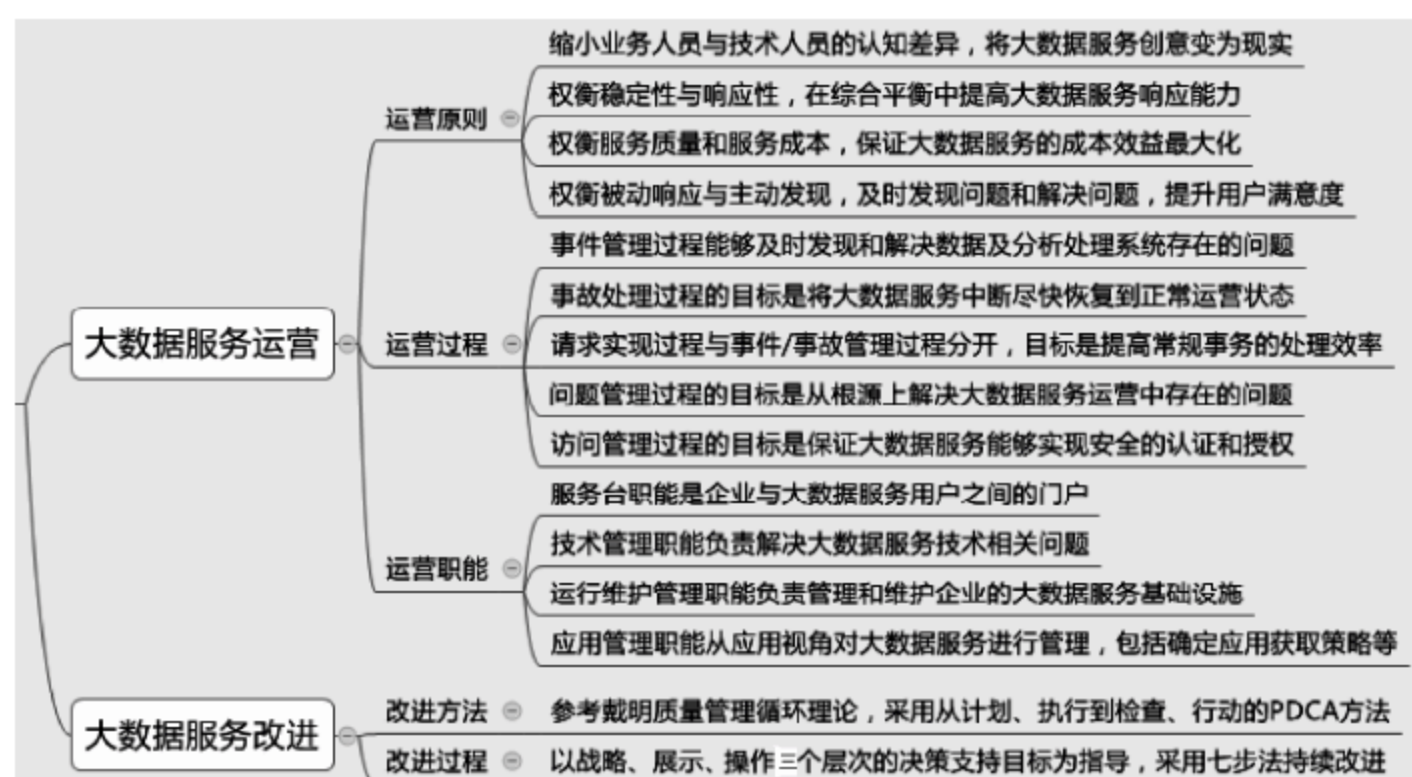 缩小业务人员与技术人员的认知差异，将大数据服务创意变为现实
权衡稳定性与响应性，在综合平衡中提高大数据服务响应能力
运营原则
权衡服务质量和服务成本，保证大数据服务的成本效益最大化
权衡被动响应与主动发现，及时发现问题和解决问题，提升用户满意度
事件管理过程能够及时发现和解决数据及分析处理系统存在的问题
事故处理过程的目标是将大数据服务中断尽快恢复到正常运营状态
大数据服务运营
运营过程
请求实现过程与事件/事故管理过程分开，目标是提高常规事务的处理效率
问题管理过程的目标是从根源上解决大数据服务运营中存在的问题
访问管理过程的目标是保证大数据服务能够实现安全的认证和授权
服务台职能是企业与大数据服务用户之间的门户
技术管理职能负责解决大数据服务技术相关问题
运营职能
运行维护管理职能负责管理和维护企业的大数据服务基础设施
应用管理职能从应用视角对大数据服务进行管理，包括确定应用获取策略等
大数据服务改进
改进方法
参考戴明质量管理循环理论，采用从计划、执行到检查、行动的PDCA方法
改进过程
以战略、展示、操作三个层次的决策支持目标为指导，采用七步法持续改进